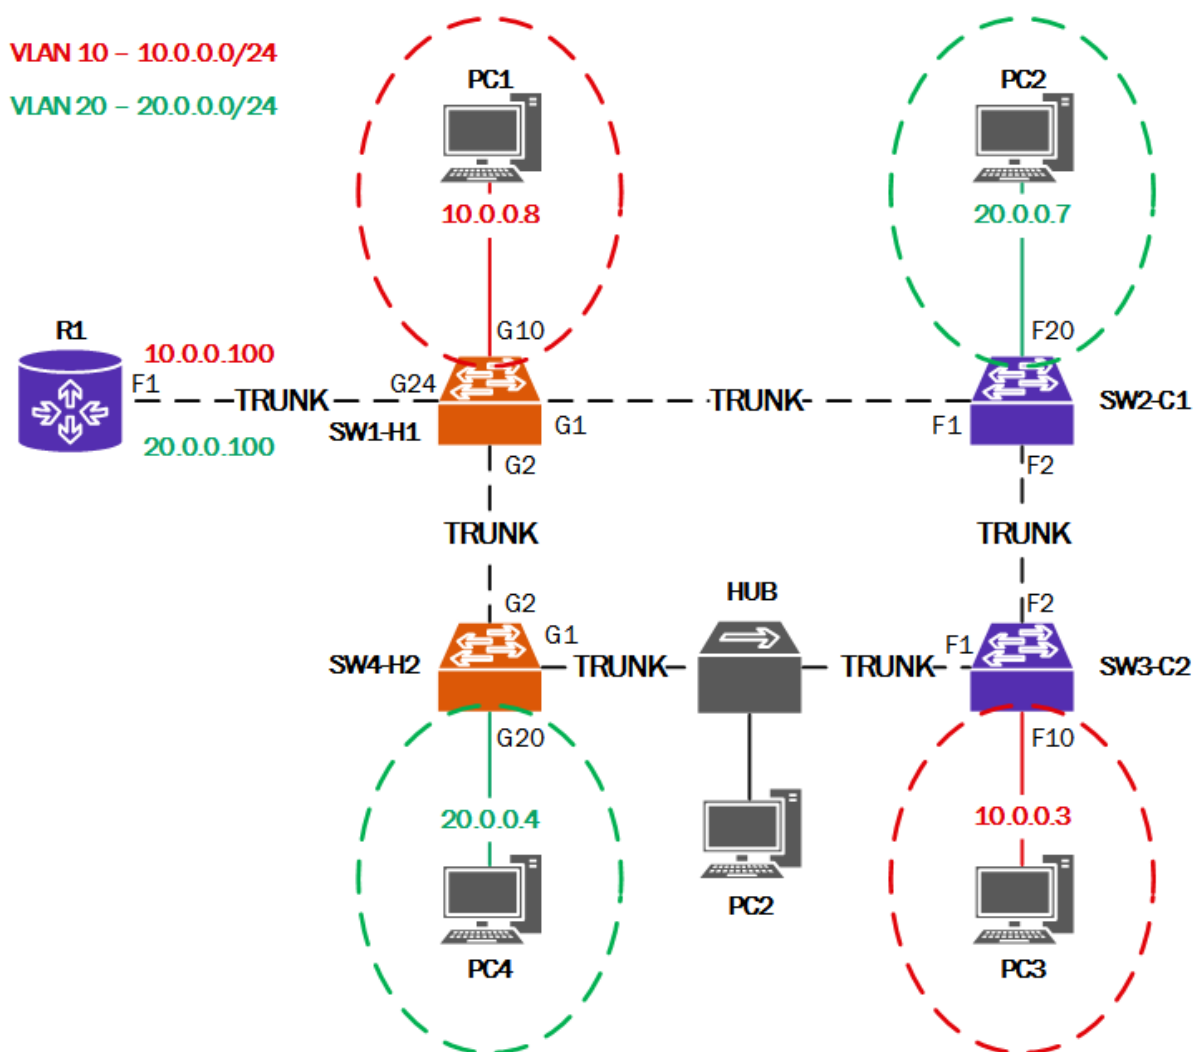 VLAN 10 – 10.0.0.0/24
VLAN 20 – 20.0.0.0/24
PC1
10.0.0.8
G10
PC2
20.0.0.7
F20
R1
10.0.0.100
F1
TRUNK
G24
20.0.0.100
SW1-H1
G1
TRUNK
F1
SW2-C1
G2
F2
TRUNK
TRUNK
G2
G1
SW4-H2
TRUNK
HUB
TRUNK
F2
F1
SW3-C2
G20
20.0.0.4
PC4
PC2
F10
10.0.0.3
PC3